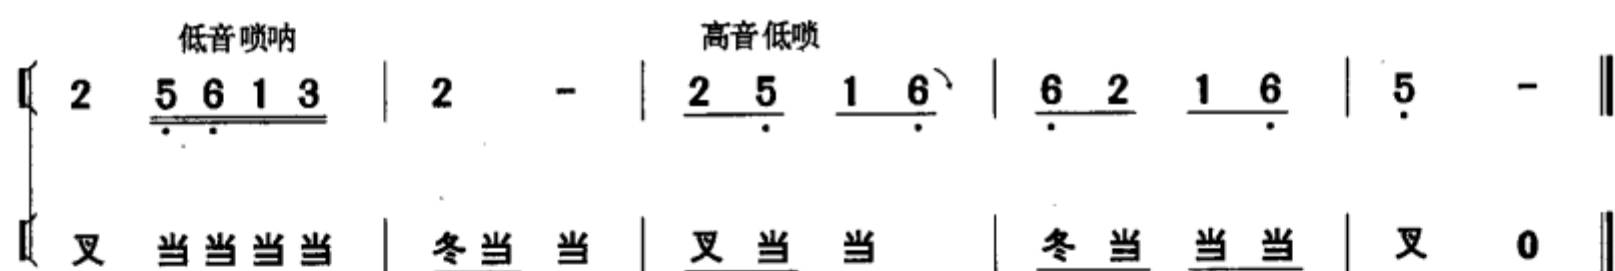 低音唢呐 高音低唢
2 5 6 1 3 | 2 - | 2 5 1 6 | 6 2 1 6 | 5 - ‖
叉 当当当当 | 冬当 当 | 叉当 当 | 冬当 当当 | 叉 0 ‖